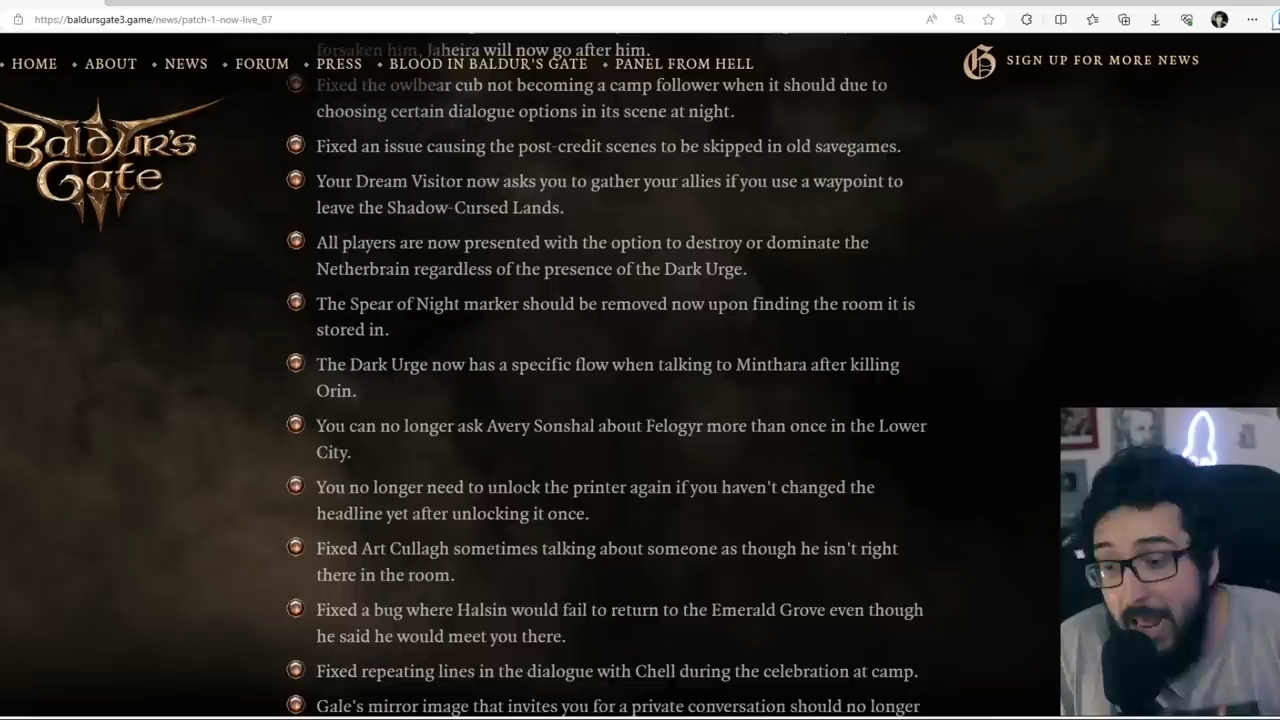 https://baldursgate3.game/news/patch-1-now-live_87
forsaken him, Jaheira will now go after him.
HOME
ABOUT
NEWS
FORUM
PRESS
BLOOD IN BALDUR'S GATE
PANEL FROM HELL
SIGN UP FOR MORE NEWS
Baldur's
Gate
Fixed the owlbear cub not becoming a camp follower when it should due to
choosing certain dialogue options in its scene at night.
Fixed an issue causing the post-credit scenes to be skipped in old savegames.
Your Dream Visitor now asks you to gather your allies if you use a waypoint to
leave the Shadow-Cursed Lands.
All players are now presented with the option to destroy or dominate the
Netherbrain regardless of the presence of the Dark Urge.
The Spear of Night marker should be removed now upon finding the room it is
stored in.
The Dark Urge now has a specific flow when talking to Minthara after killing
Orin.
You can no longer ask Avery Sonshal about Felogyr more than once in the Lower
City.
You no longer need to unlock the printer again if you haven't changed the
headline yet after unlocking it once.
Fixed Art Cullagh sometimes talking about someone as though he isn't right
there in the room.
Fixed a bug where Halsin would fail to return to the Emerald Grove even though
he said he would meet you there.
Fixed repeating lines in the dialogue with Chell during the celebration at camp.
Gale's mirror image that invites you for a private conversation should no longer